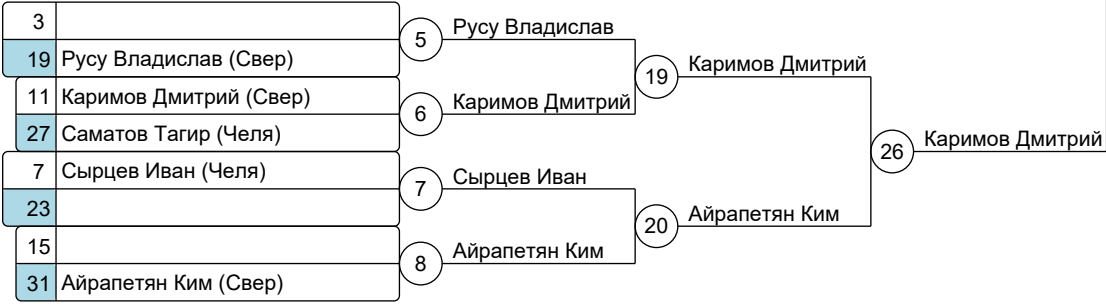 3
19 Русу Владислав (Свер)
11 Каримов Дмитрий (Свер)
27 Саматов Тагир (Челя)
7 Сырцев Иван (Челя)
23
15
31 Айрапетян Ким (Свер)
5 Русу Владислав
6 Каримов Дмитрий
7 Сырцев Иван
8 Айрапетян Ким
19 Каримов Дмитрий
20 Айрапетян Ким
26 Каримов Дмитрий